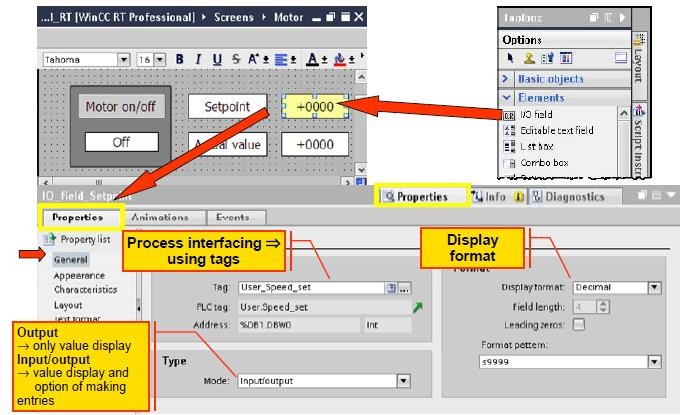 ...I_RT [WinCC RT Professional] ▸ Screens ▸ Motor
Tahoma
16
B I U S A A
Motor on/off
Off
Setpoint
+0000
Actual value
+0000
Toolbox
Options
Basic objects
Elements
I/O field
Editable text field
List box
Combo box
Layout
Script Instr
IO_field_Setpoint
Properties
Info
Diagnostics
Properties
Animations
Events
Property list
General
Appearance
Characteristics
Layout
Text format
Process interfacing ⇒
using tags
Display
format
Tag: User_Speed_set
PLC tag: User.Speed_set
Address: %DB1.DBW0 Int
Type
Mode: Input/output
Format
Display format: Decimal
Field length: 4
Leading zeros:
Format pattern:
s9999
Output
→ only value display
Input/output
→ value display and
option of making
entries